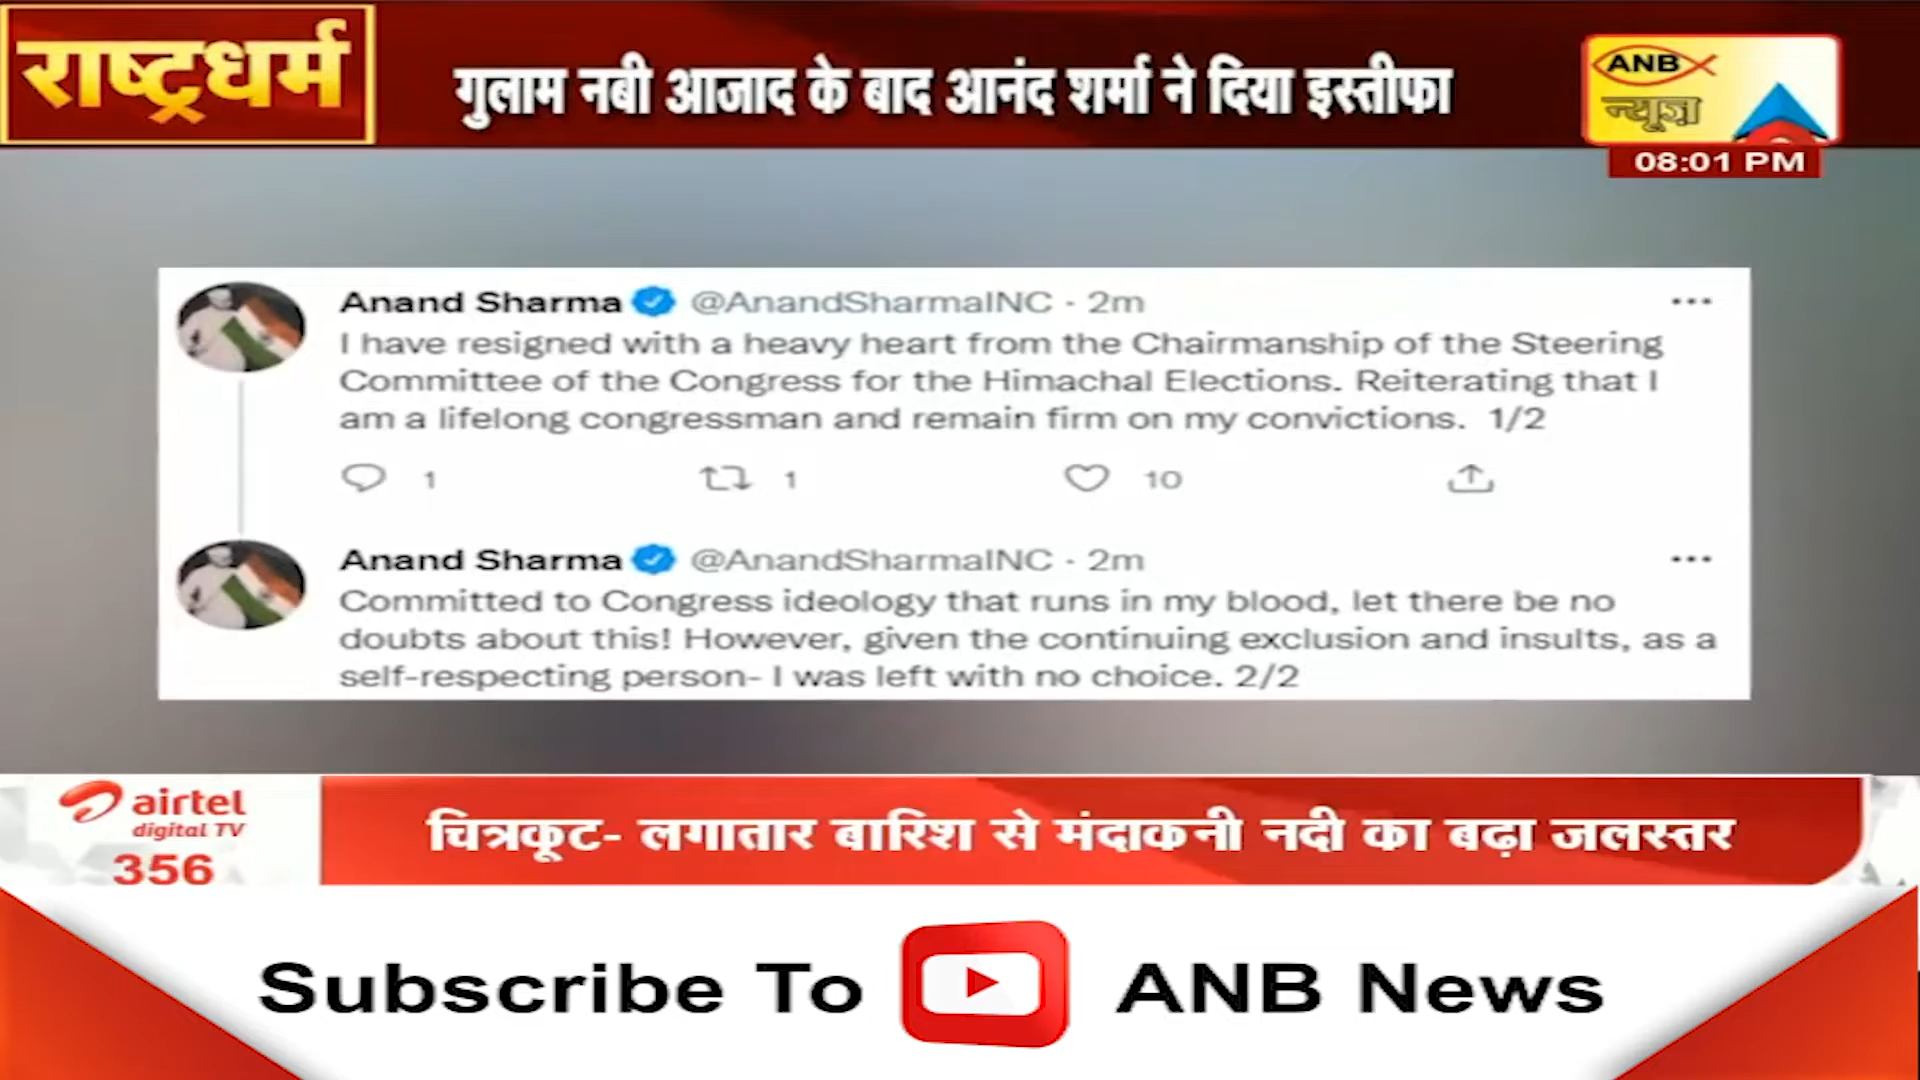 राष्ट्रधर्म
गुलाम नबी आजाद के बाद आनंद शर्मा ने दिया इस्तीफा
ANB
न्यूज़
08:01 PM
Anand Sharma @AnandSharmaINC · 2m
I have resigned with a heavy heart from the Chairmanship of the Steering
Committee of the Congress for the Himachal Elections. Reiterating that I
am a lifelong congressman and remain firm on my convictions. 1/2
1 1 10
Anand Sharma @AnandSharmaINC · 2m
Committed to Congress ideology that runs in my blood, let there be no
doubts about this! However, given the continuing exclusion and insults, as a
self-respecting person- I was left with no choice. 2/2
airtel
digital TV
356
चित्रकूट- लगातार बारिश से मंदाकनी नदी का बढ़ा जलस्तर
Subscribe To ANB News